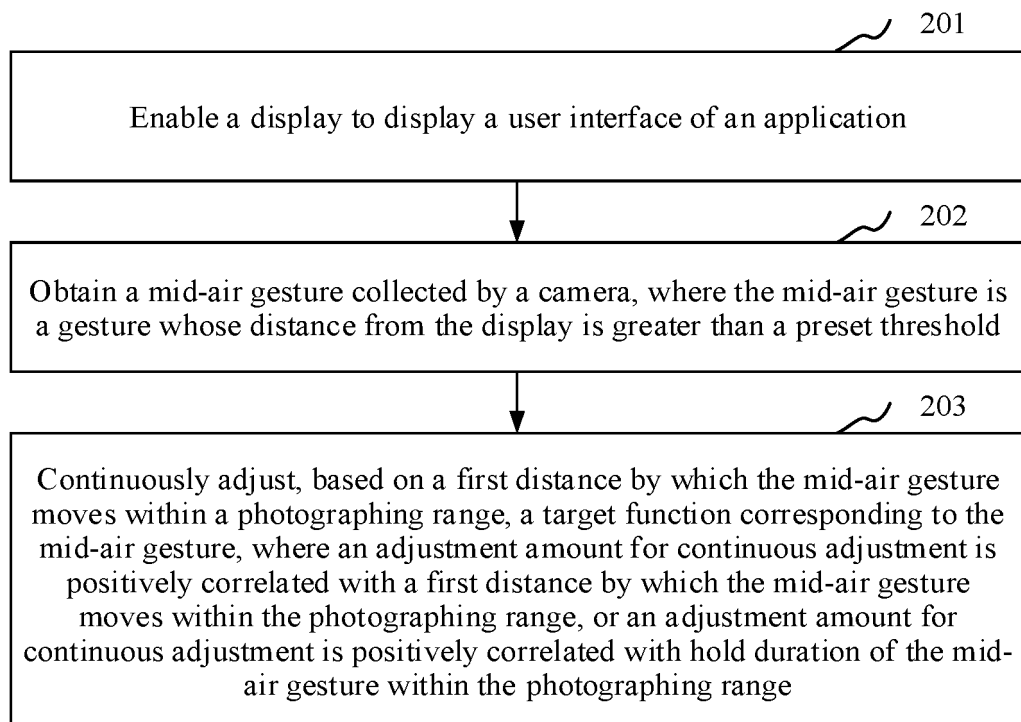 201
Enable a display to display a user interface of an application
202
Obtain a mid-air gesture collected by a camera, where the mid-air gesture is
a gesture whose distance from the display is greater than a preset threshold
203
Continuously adjust, based on a first distance by which the mid-air gesture
moves within a photographing range, a target function corresponding to the
mid-air gesture, where an adjustment amount for continuous adjustment is
positively correlated with a first distance by which the mid-air gesture
moves within the photographing range, or an adjustment amount for
continuous adjustment is positively correlated with hold duration of the mid-
air gesture within the photographing range